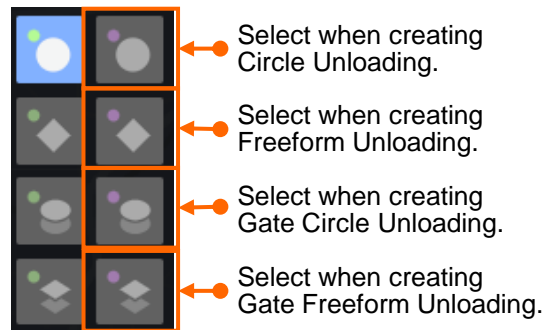 Select when creating
Circle Unloading.
Select when creating
Freeform Unloading.
Select when creating
Gate Circle Unloading.
Select when creating
Gate Freeform Unloading.